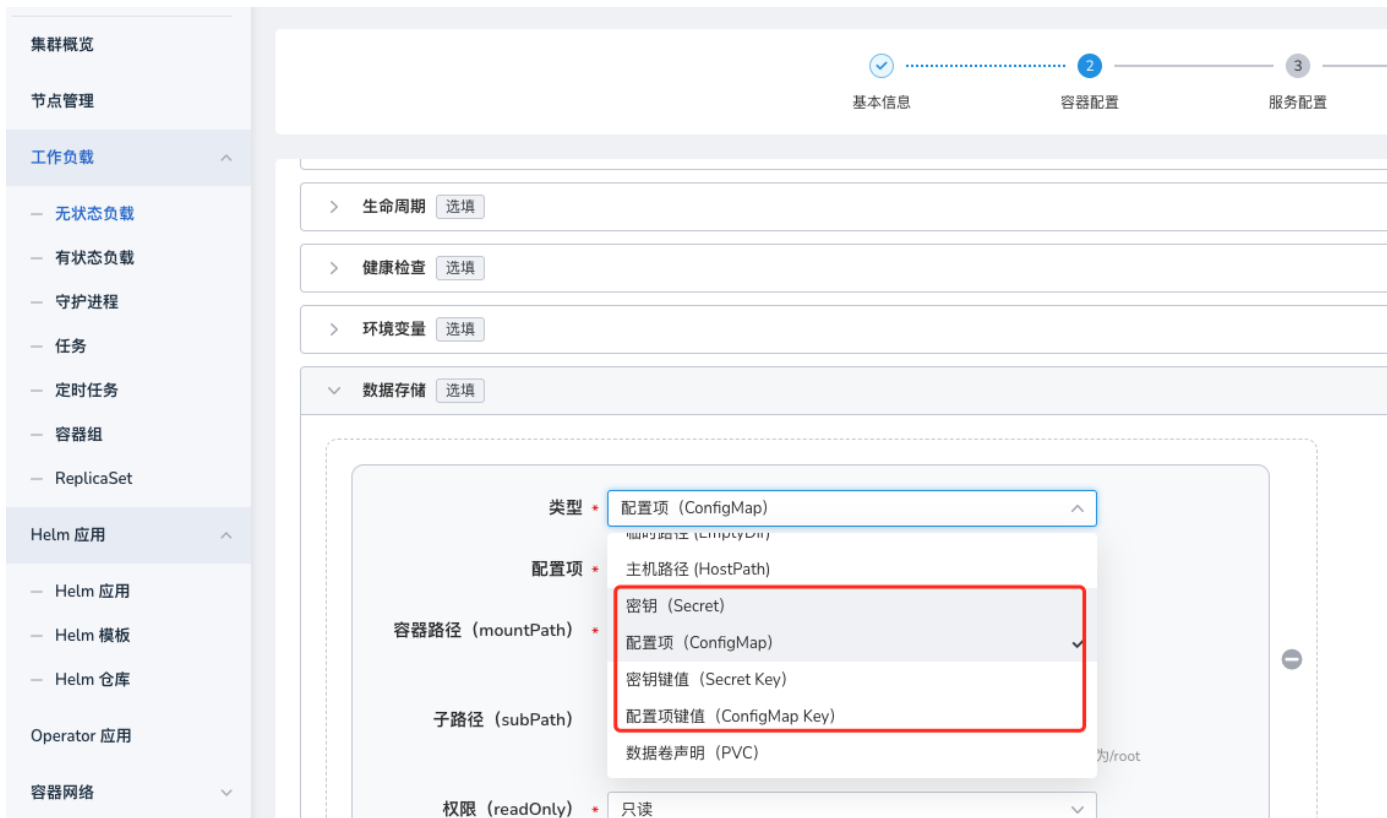 集群概览
节点管理
工作负载
无状态负载
有状态负载
守护进程
任务
定时任务
容器组
ReplicaSet
Helm 应用
Helm 应用
Helm 模板
Helm 仓库
Operator 应用
容器网络
2
3
基本信息
容器配置
服务配置
生命周期 选填
健康检查 选填
环境变量 选填
数据存储 选填
类型 * 配置项（ConfigMap)
临时路径 (EmptyDir)
配置项 * 主机路径 (HostPath)
密钥（Secret）
容器路径（mountPath） * 配置项（ConfigMap）
密钥键值（Secret Key）
子路径（subPath） 配置项键值（ConfigMap Key）
数据卷声明（PVC）
为/root
权限（readOnly） * 只读